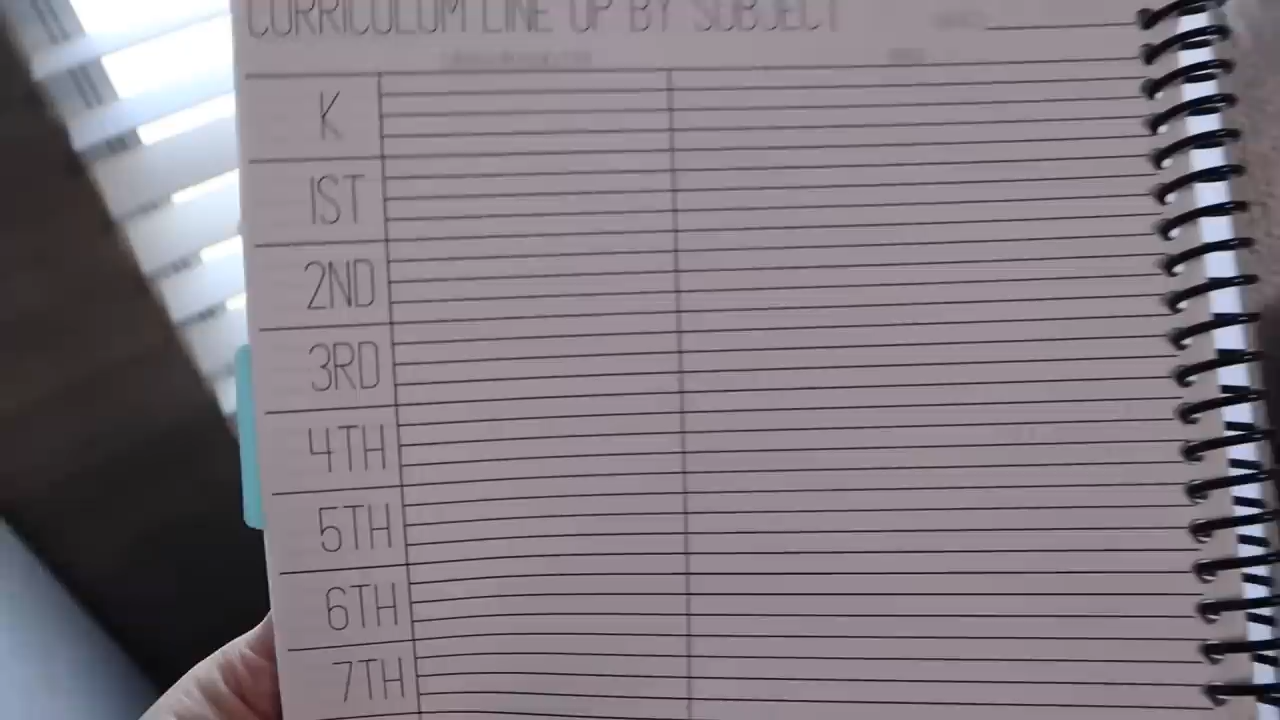 CURRICULUM LINE UP BY SUBJECT
K
1ST
2ND
3RD
4TH
5TH
6TH
7TH